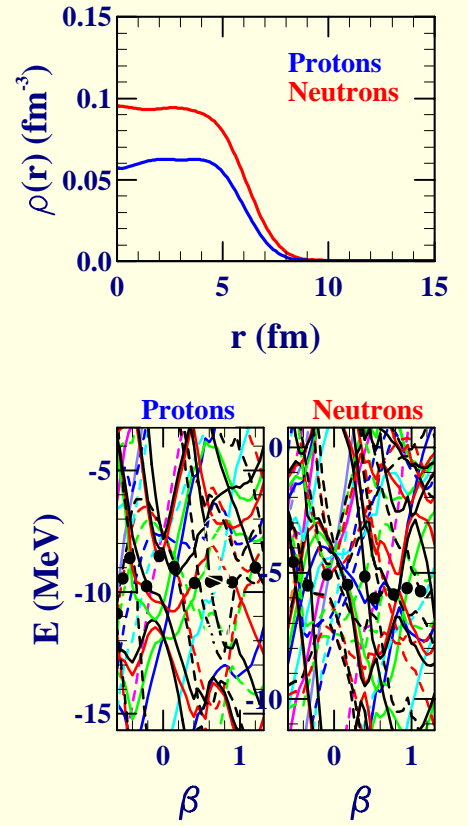 0.15
Protons
Neutrons
0.1
0.05
0.0
ρ(r) (fm⁻³)
0 5 10 15
r (fm)
Protons Neutrons
-5
-10
-15
E (MeV)
0
-5
-10
0 1 0 1
β β